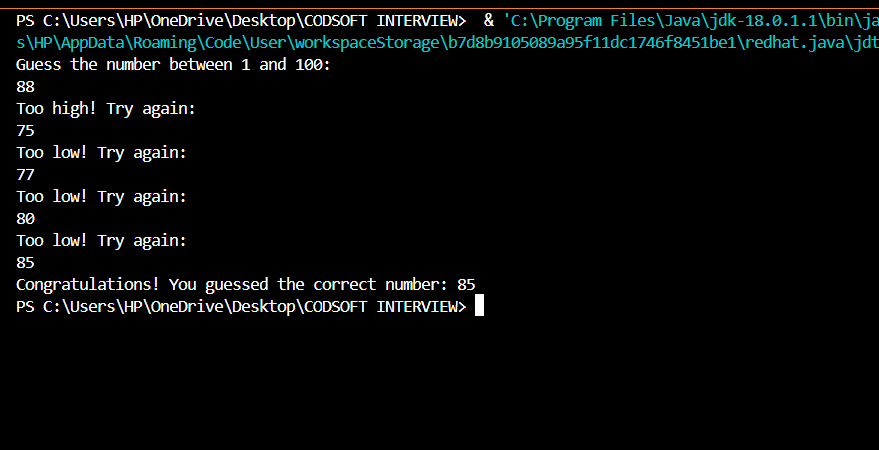 PS C:\Users\HP\OneDrive\Desktop\CODSOFT INTERVIEW>  & 'C:\Program Files\Java\jdk-18.0.1.1\bin\ja
s\HP\AppData\Roaming\Code\User\workspaceStorage\b7d8b9105089a95f11dc1746f8451be1\redhat.java\jdt
Guess the number between 1 and 100:
88
Too high! Try again:
75
Too low! Try again:
77
Too low! Try again:
80
Too low! Try again:
85
Congratulations! You guessed the correct number: 85
PS C:\Users\HP\OneDrive\Desktop\CODSOFT INTERVIEW>